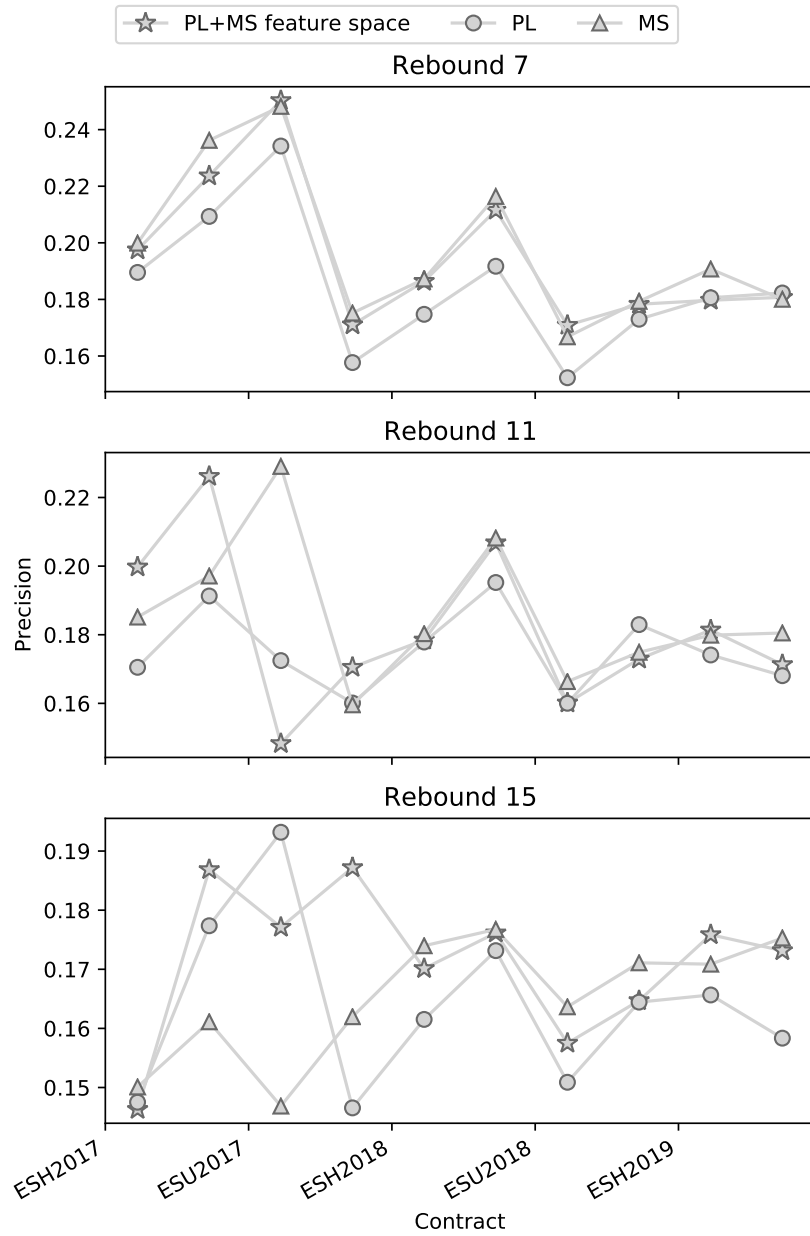 PL+MS feature space PL MS
Rebound 7
0.24
0.22
0.20
0.18
0.16
Rebound 11
0.22
0.20
0.18
0.16
Precision
Rebound 15
0.19
0.18
0.17
0.16
0.15
ESH2017 ESU2017 ESH2018 ESU2018 ESH2019
Contract